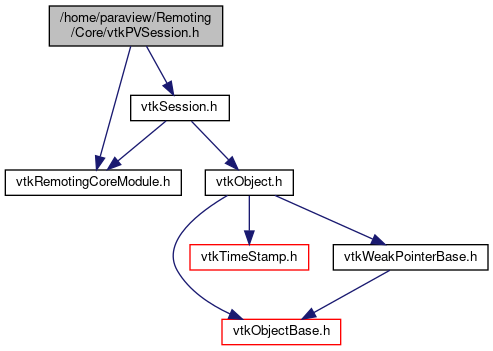 /home/paraview/Remoting
/Core/vtkPVSession.h
vtkSession.h
vtkRemotingCoreModule.h
vtkObject.h
vtkTimeStamp.h
vtkWeakPointerBase.h
vtkObjectBase.h